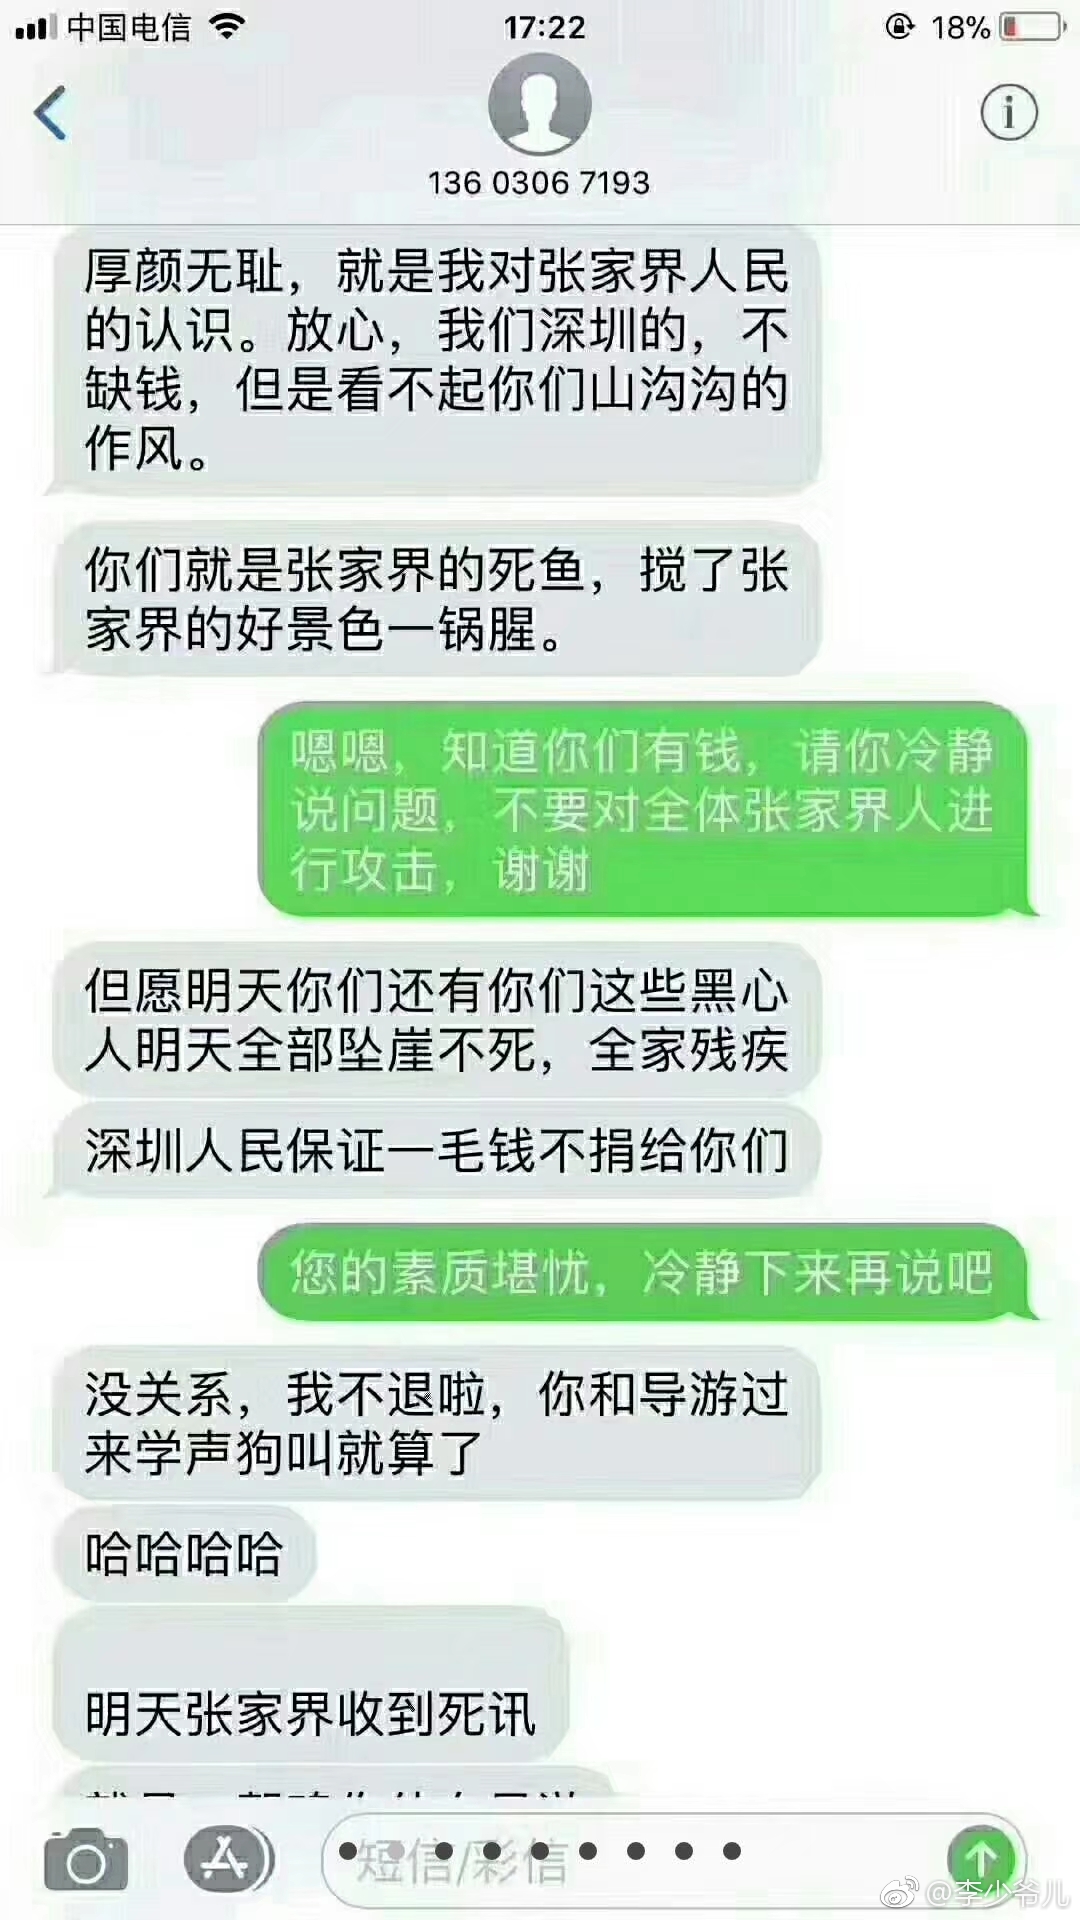 中国电信
17:22
18%
136 0306 7193
厚颜无耻，就是我对张家界人民
的认识。放心，我们深圳的，不
缺钱，但是看不起你们山沟沟的
作风。
你们就是张家界的死鱼，搅了张
家界的好景色一锅腥。
嗯嗯，知道你们有钱，请你冷静
说问题，不要对全体张家界人进
行攻击，谢谢
但愿明天你们还有你们这些黑心
人明天全部坠崖不死，全家残疾
深圳人民保证一毛钱不捐给你们
您的素质堪忧，冷静下来再说吧
没关系，我不退啦，你和导游过
来学声狗叫就算了
哈哈哈哈
明天张家界收到死讯
短信/彩信
@李少爷儿